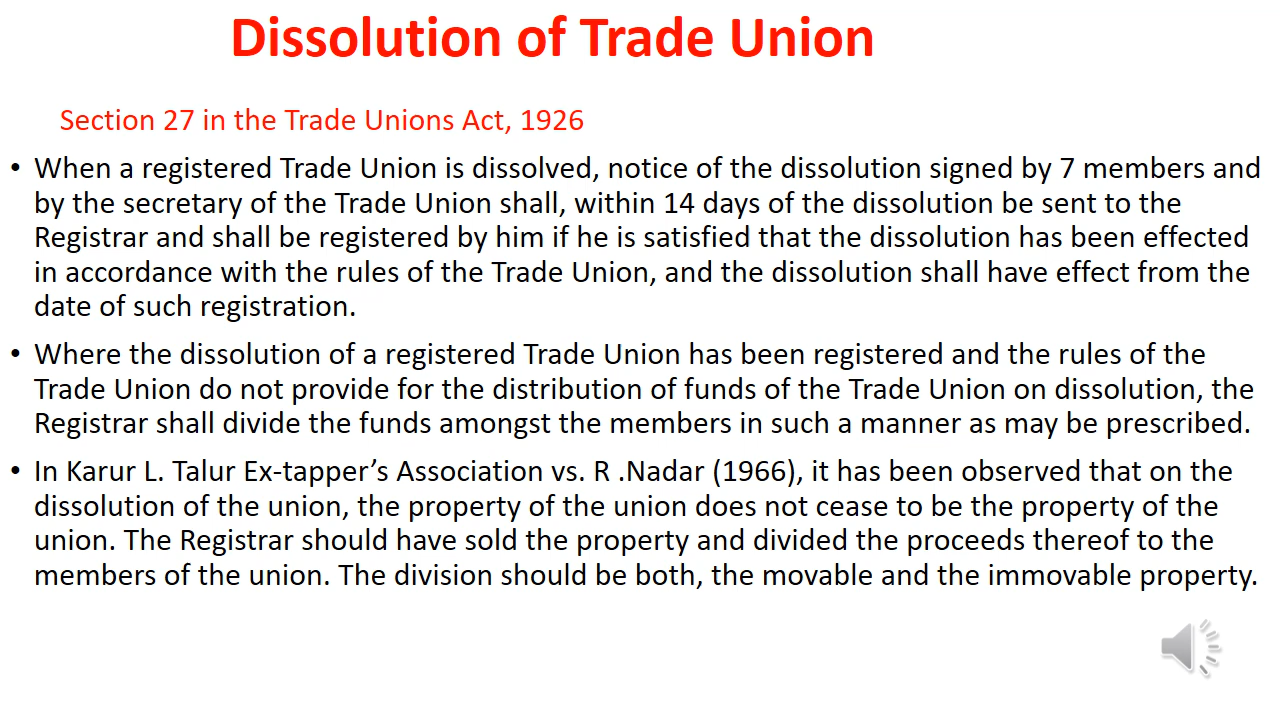 Dissolution of Trade Union
Section 27 in the Trade Unions Act, 1926
• When a registered Trade Union is dissolved, notice of the dissolution signed by 7 members and
by the secretary of the Trade Union shall, within 14 days of the dissolution be sent to the
Registrar and shall be registered by him if he is satisfied that the dissolution has been effected
in accordance with the rules of the Trade Union, and the dissolution shall have effect from the
date of such registration.
• Where the dissolution of a registered Trade Union has been registered and the rules of the
Trade Union do not provide for the distribution of funds of the Trade Union on dissolution, the
Registrar shall divide the funds amongst the members in such a manner as may be prescribed.
• In Karur L. Talur Ex-tapper’s Association vs. R .Nadar (1966), it has been observed that on the
dissolution of the union, the property of the union does not cease to be the property of the
union. The Registrar should have sold the property and divided the proceeds thereof to the
members of the union. The division should be both, the movable and the immovable property.